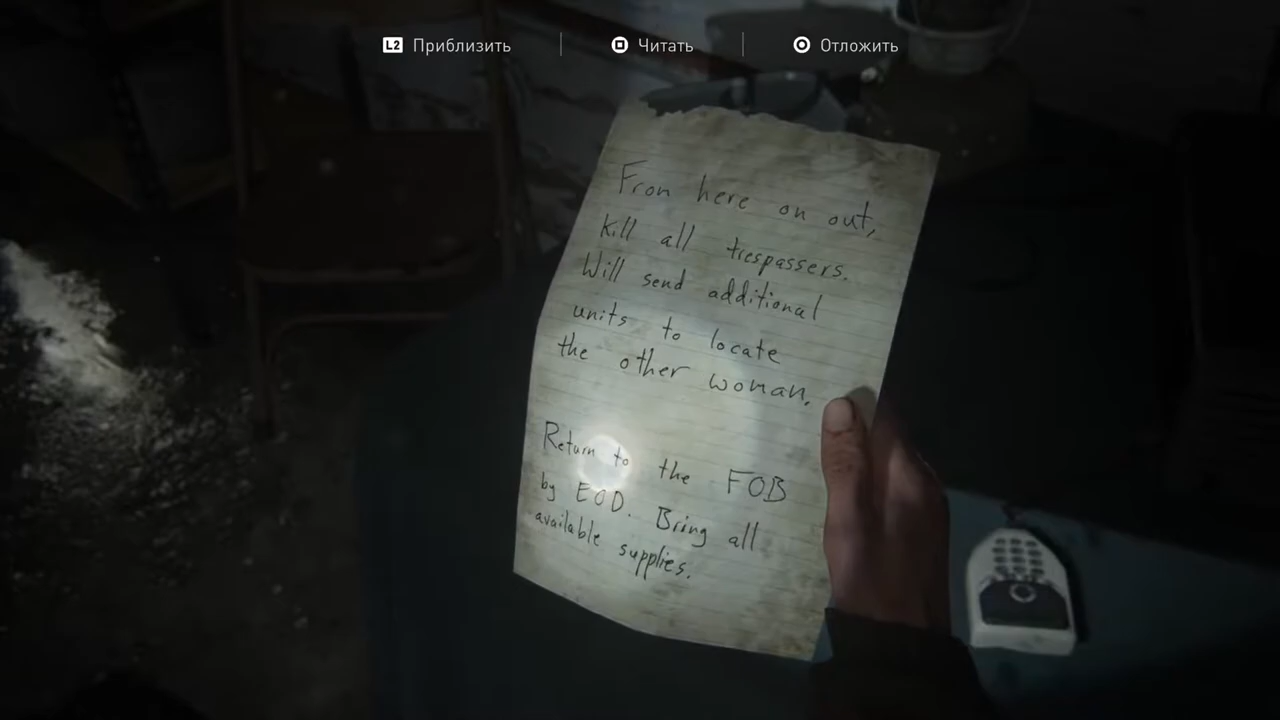 L2 Приблизить Читать Отложить
From here on out,
kill all trespassers.
Will send additional
units to locate
the other woman.
Return to the FOB
by EOD. Bring all
available supplies.